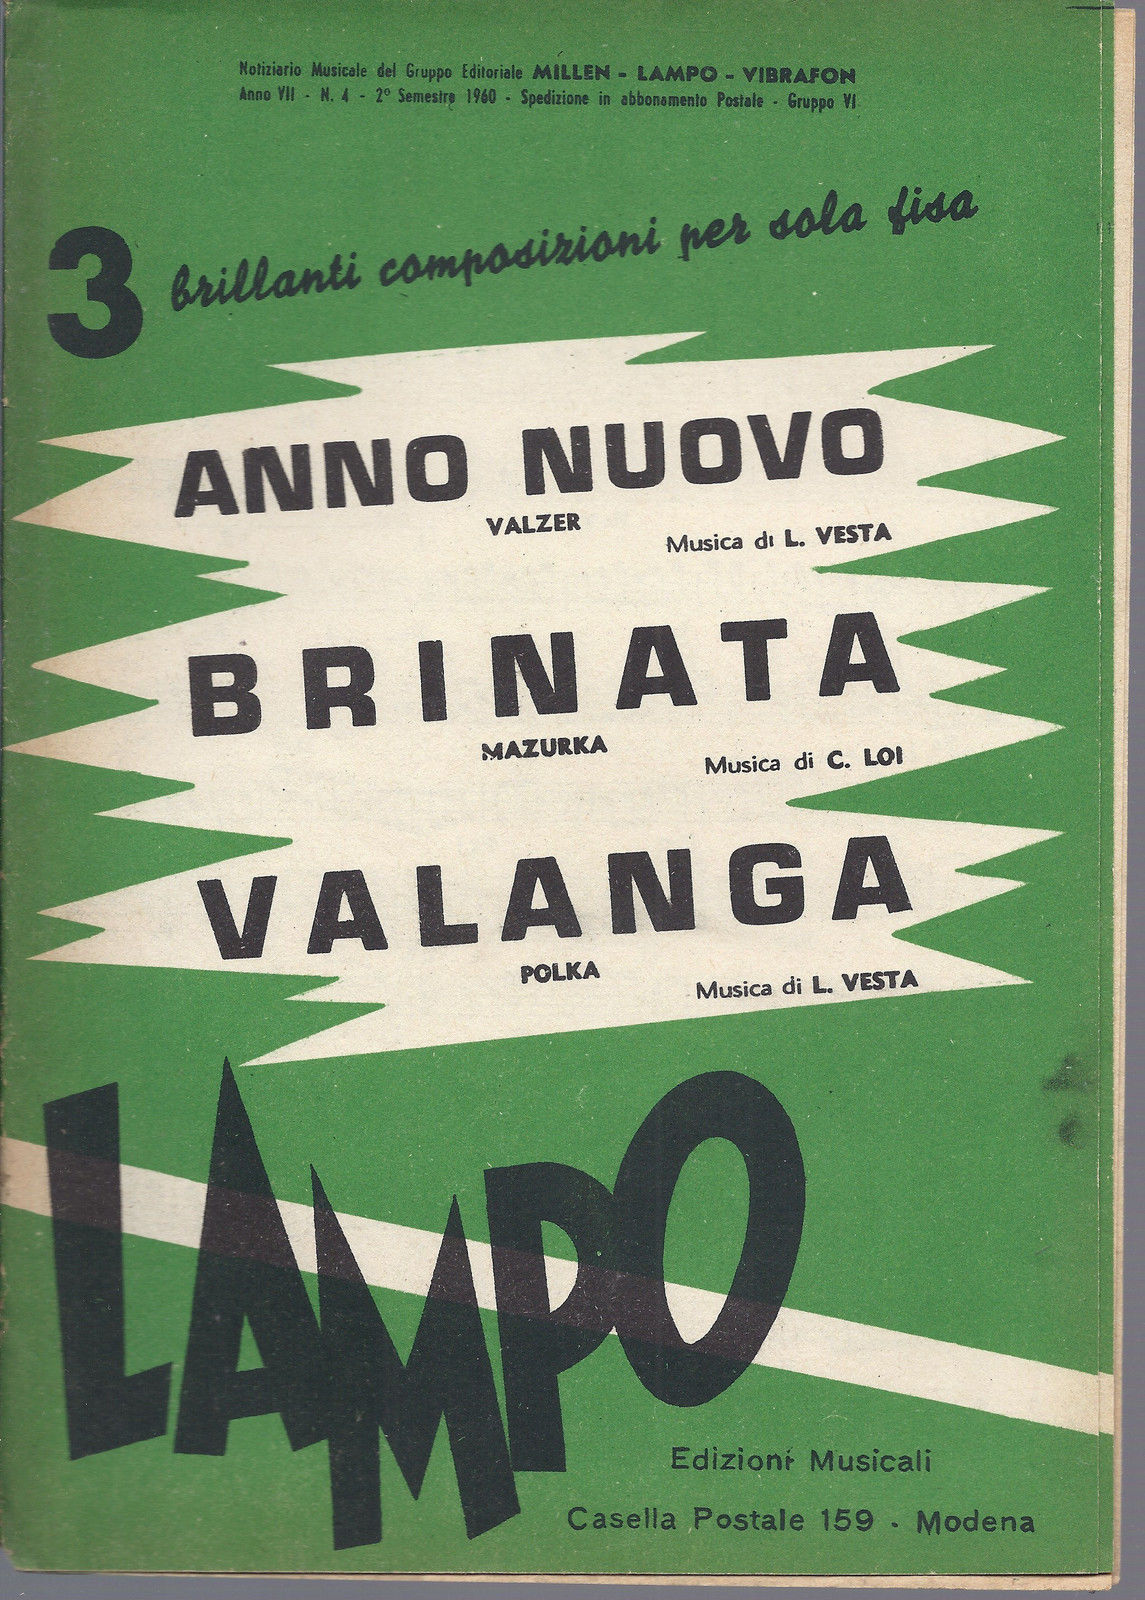 Notiziario Musicale del Gruppo Editoriale MILLEN - LAMPO - VIBRAFON
Anno VII - N. 4 - 2° Semestre 1960 - Spedizione in abbonamento Postale - Gruppo VI
3 brillanti composizioni per sola fisa
ANNO NUOVO
VALZER
Musica di L. VESTA
BRINATA
MAZURKA
Musica di C. LOI
VALANGA
POLKA
Musica di L. VESTA
LAMPO
Edizioni Musicali
Casella Postale 159 - Modena